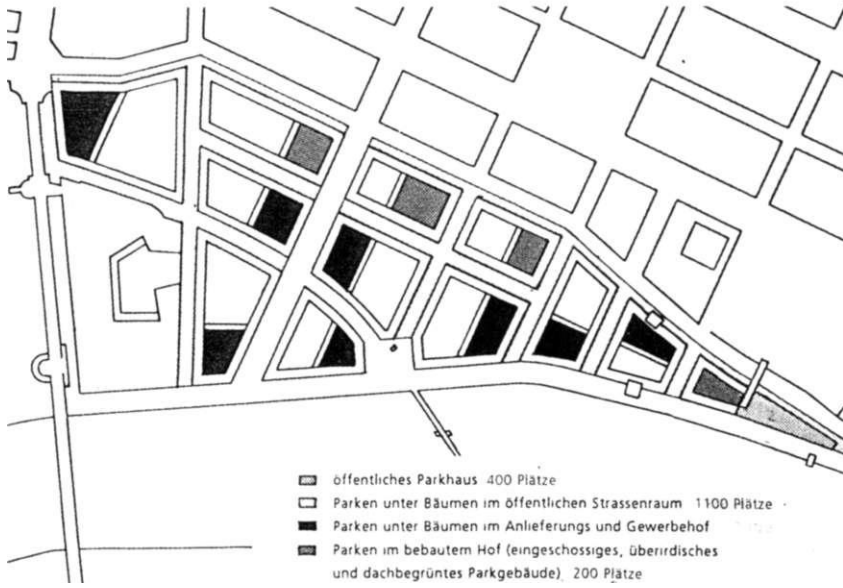 öffentliches Parkhaus 400 Plätze
Parken unter Bäumen im öffentlichen Strassenraum 1100 Plätze
Parken unter Bäumen im Anlieferungs und Gewerbehof
Parken im bebautem Hof (eingeschossiges, überirdisches
und dachbegrüntes Parkgebäude) 200 Plätze